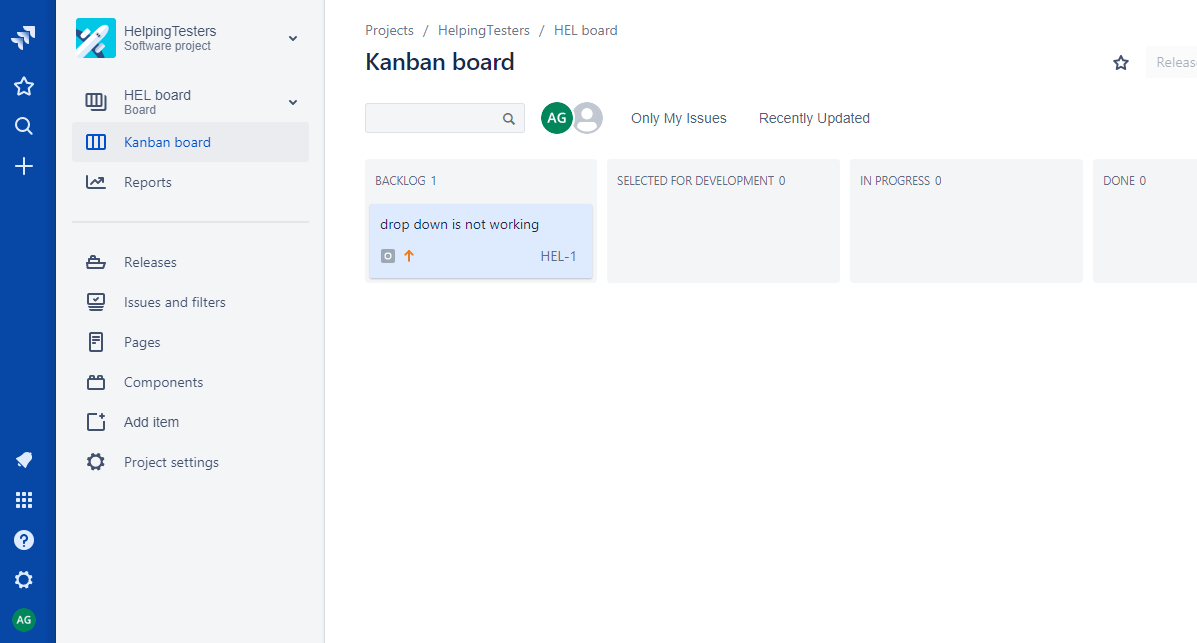 HelpingTesters
Software project
HEL board
Board
Kanban board
Reports
Releases
Issues and filters
Pages
Components
Add item
Project settings
AG
Projects / HelpingTesters / HEL board
Kanban board
Releas
AG
Only My Issues
Recently Updated
BACKLOG 1
drop down is not working
O
HEL-1
SELECTED FOR DEVELOPMENT 0
IN PROGRESS 0
DONE 0